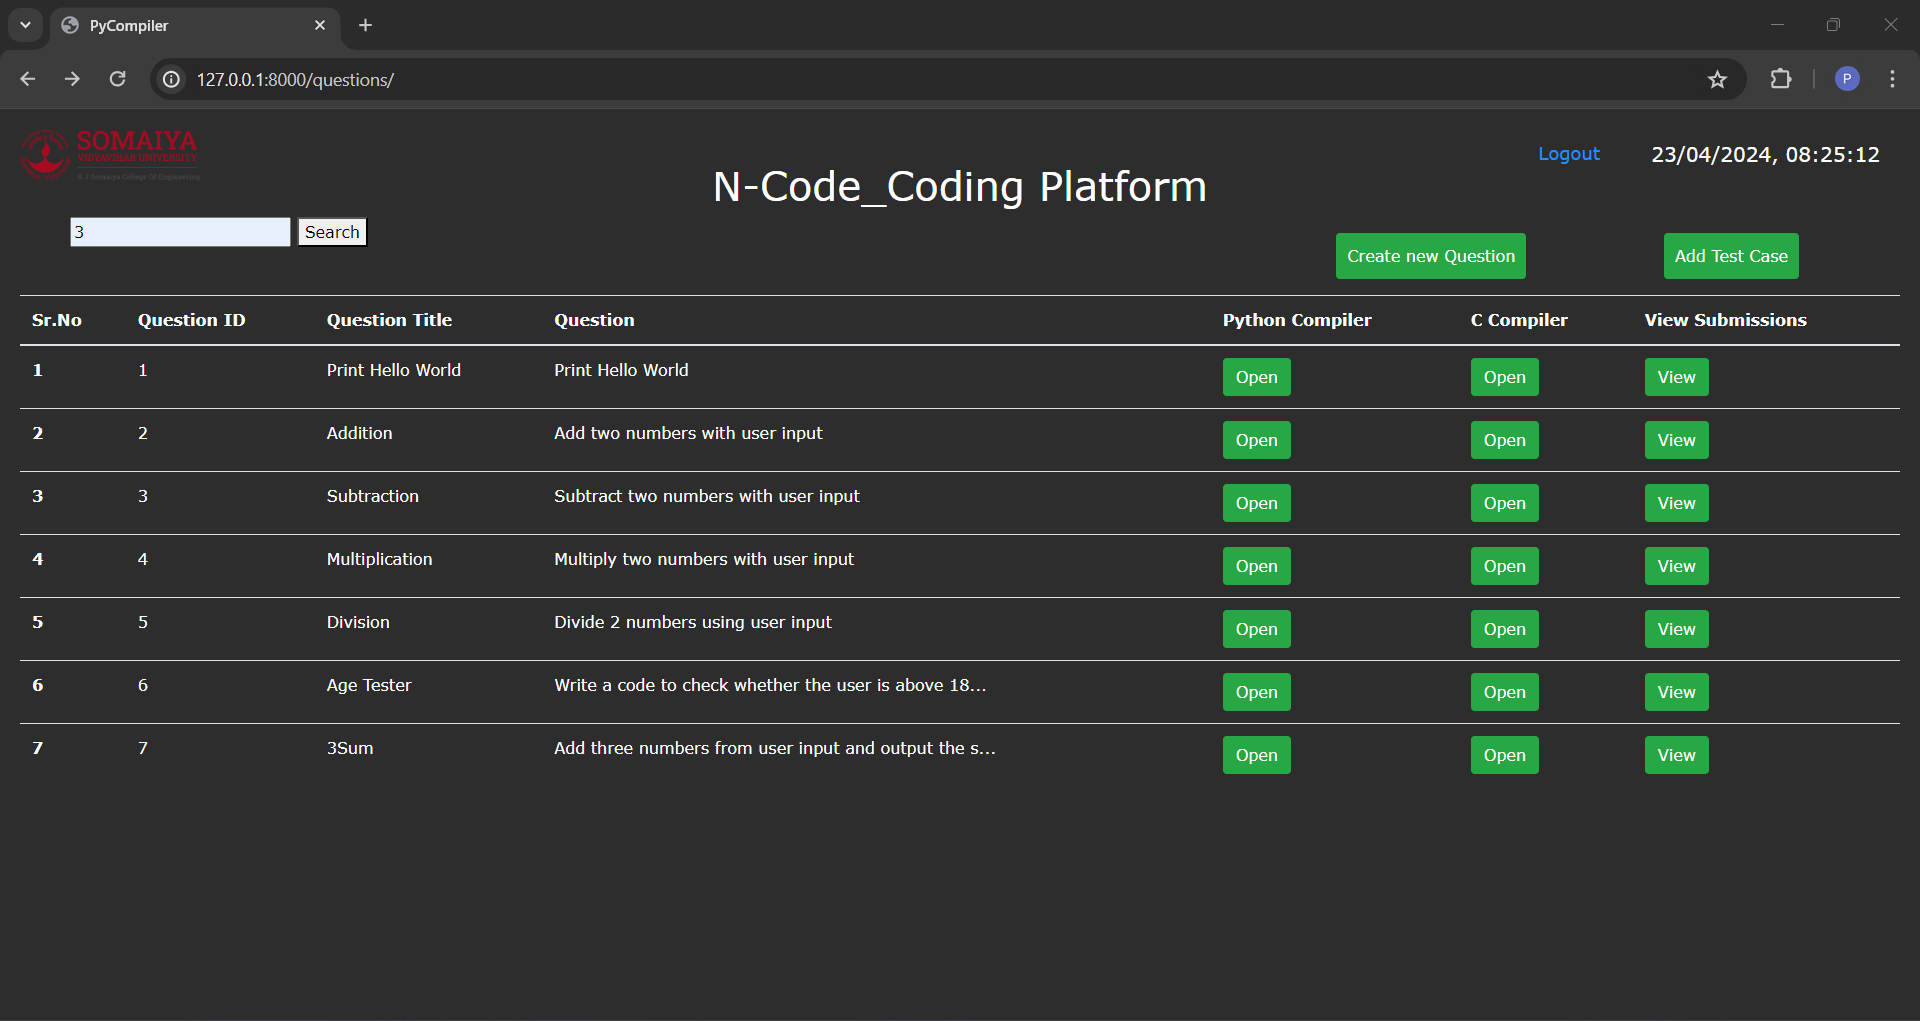 PyCompiler
127.0.0.1:8000/questions/
P
SOMAIYA
VIDYAVIHAR UNIVERSITY
K J Somaiya College Of Engineering
Logout
23/04/2024, 08:25:12
N-Code_Coding Platform
3
Search
Create new Question
Add Test Case
Sr.No Question ID Question Title Question Python Compiler C Compiler View Submissions
1 1 Print Hello World Print Hello World Open Open View
2 2 Addition Add two numbers with user input Open Open View
3 3 Subtraction Subtract two numbers with user input Open Open View
4 4 Multiplication Multiply two numbers with user input Open Open View
5 5 Division Divide 2 numbers using user input Open Open View
6 6 Age Tester Write a code to check whether the user is above 18... Open Open View
7 7 3Sum Add three numbers from user input and output the s... Open Open View